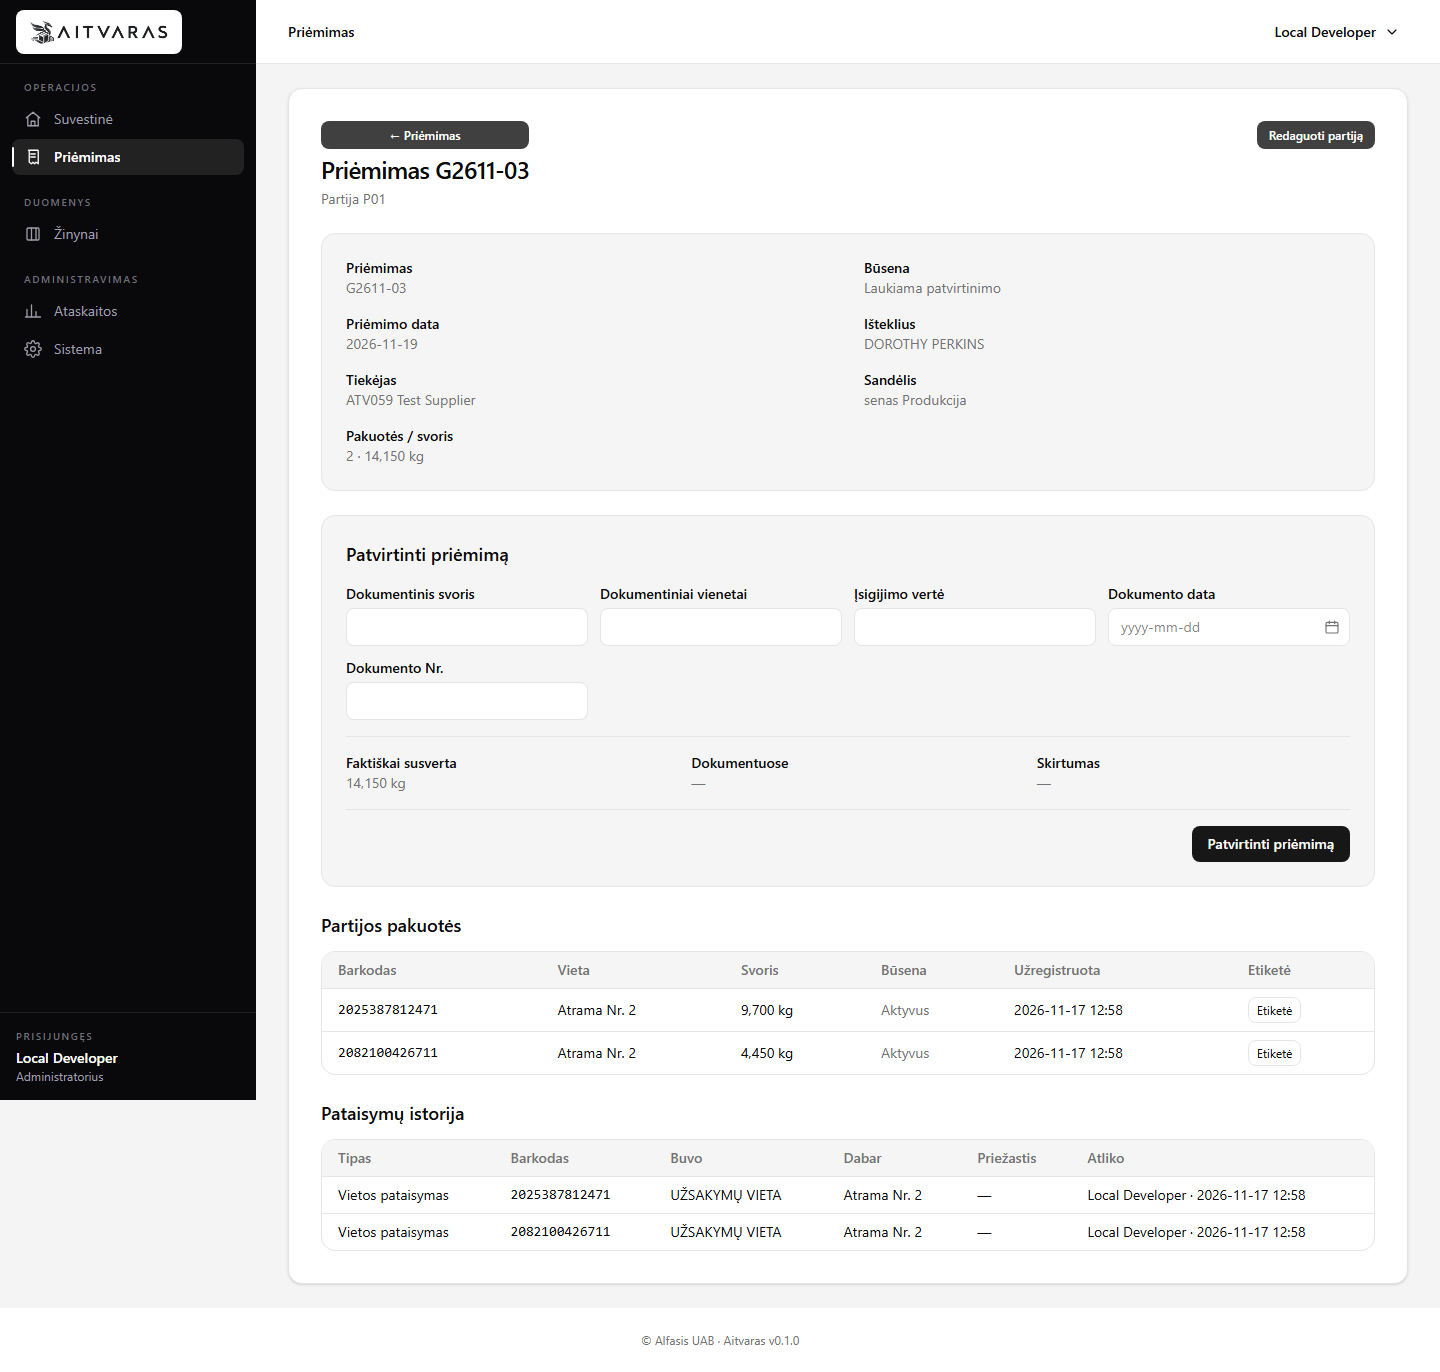 AITVARAS
Priėmimas
Local Developer
OPERACIJOS
Suvestinė
Priėmimas
DUOMENYS
Žinynai
ADMINISTRAVIMAS
Ataskaitos
Sistema
PRISIJUNGĘS
Local Developer
Administratorius
← Priėmimas
Redaguoti partiją
Priėmimas G2611-03
Partija P01
Priėmimas
G2611-03
Būsena
Laukiama patvirtinimo
Priėmimo data
2026-11-19
Išteklius
DOROTHY PERKINS
Tiekėjas
ATV059 Test Supplier
Sandėlis
senas Produkcija
Pakuotės / svoris
2 · 14,150 kg
Patvirtinti priėmimą
Dokumentinis svoris
Dokumentiniai vienetai
Įsigijimo vertė
Dokumento data
yyyy-mm-dd
Dokumento Nr.
Faktiškai susverta
14,150 kg
Dokumentuose
—
Skirtumas
—
Patvirtinti priėmimą
Partijos pakuotės
Barkodas Vieta Svoris Būsena Užregistruota Etiketė
2025387812471 Atrama Nr. 2 9,700 kg Aktyvus 2026-11-17 12:58 Etiketė
2082100426711 Atrama Nr. 2 4,450 kg Aktyvus 2026-11-17 12:58 Etiketė
Pataisymų istorija
Tipas Barkodas Buvo Dabar Priežastis Atliko
Vietos pataisymas 2025387812471 UŽSAKYMŲ VIETA Atrama Nr. 2 — Local Developer · 2026-11-17 12:58
Vietos pataisymas 2082100426711 UŽSAKYMŲ VIETA Atrama Nr. 2 — Local Developer · 2026-11-17 12:58
© Alfasis UAB · Aitvaras v0.1.0